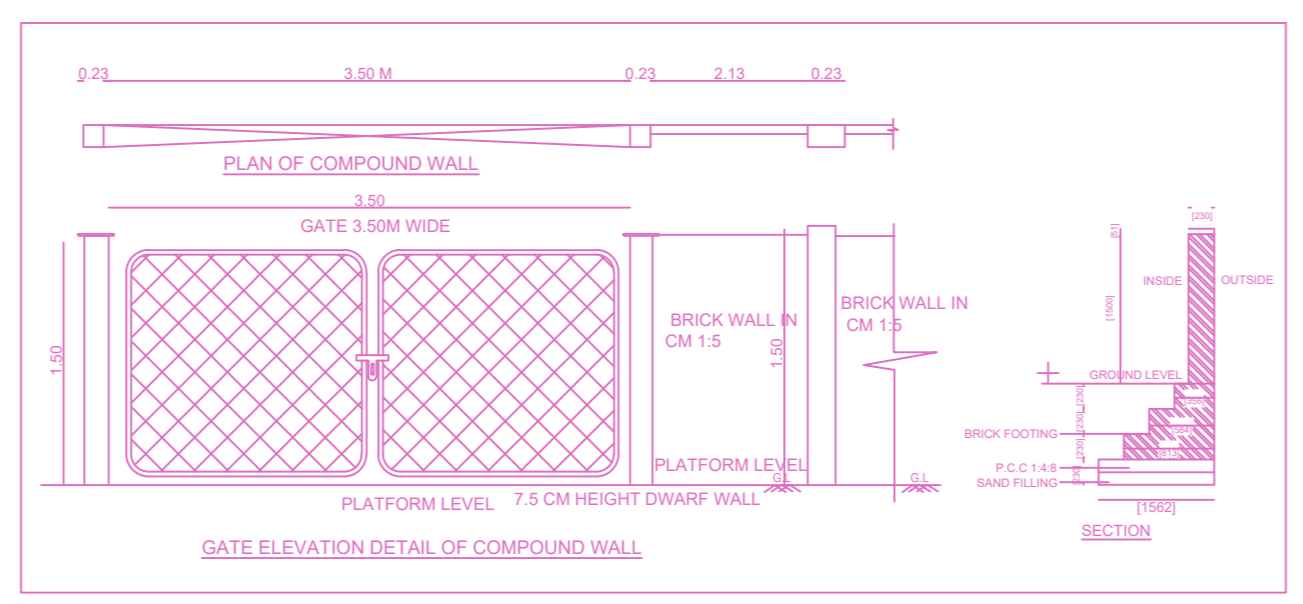 0.23
3.50 M
0.23
2.13
0.23
PLAN OF COMPOUND WALL
3.50
GATE 3.50M WIDE
1.50
BRICK WALL IN
CM 1:5
1.50
BRICK WALL IN
CM 1:5
PLATFORM LEVEL
G.L
G.L
PLATFORM LEVEL
7.5 CM HEIGHT DWARF WALL
GATE ELEVATION DETAIL OF COMPOUND WALL
[230]
[51]
INSIDE
OUTSIDE
[1500]
GROUND LEVEL
[230]
[356]
[230]
[584]
BRICK FOOTING
[230]
[813]
P.C.C 1:4:8
[230]
SAND FILLING
[1562]
SECTION